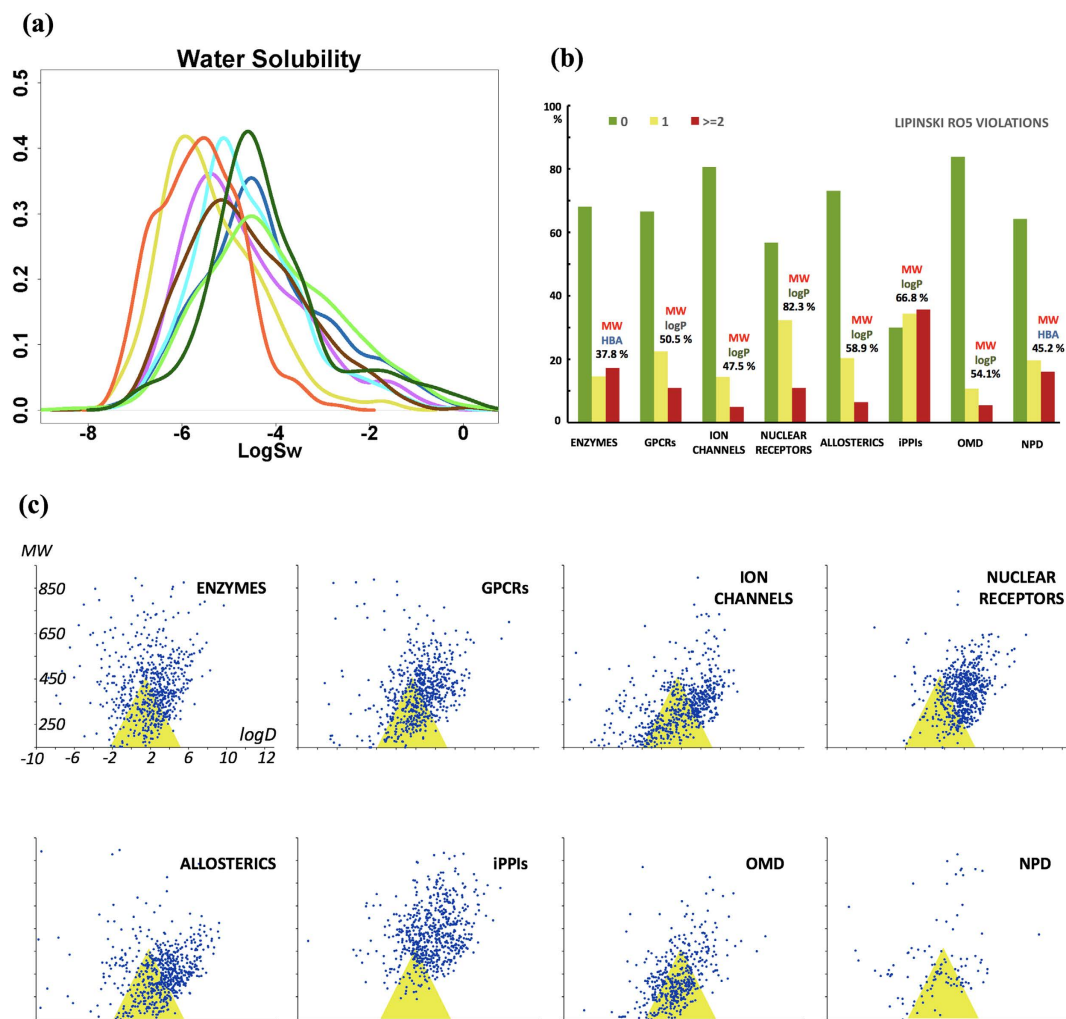 (a)
Water Solubility
0.5
0.4
0.3
0.2
0.1
0.0
-8 -6 -4 -2 0
LogSw
(b)
100
%
80
60
40
20
0
0 1 >=2
LIPINSKI RO5 VIOLATIONS
MW
HBA
37.8 %
MW
logP
50.5 %
MW
logP
47.5 %
MW
logP
82.3 %
MW
logP
58.9 %
MW
logP
66.8 %
MW
logP
54.1%
MW
HBA
45.2 %
ENZYMES
GPCRs
ION
CHANNELS
NUCLEAR
RECEPTORS
ALLOSTERICS
iPPIs
OMD
NPD
(c)
MW
850
650
450
250
-10 -6 -2 2 6 10 12
logD
ENZYMES
GPCRs
ION
CHANNELS
NUCLEAR
RECEPTORS
ALLOSTERICS
iPPIs
OMD
NPD